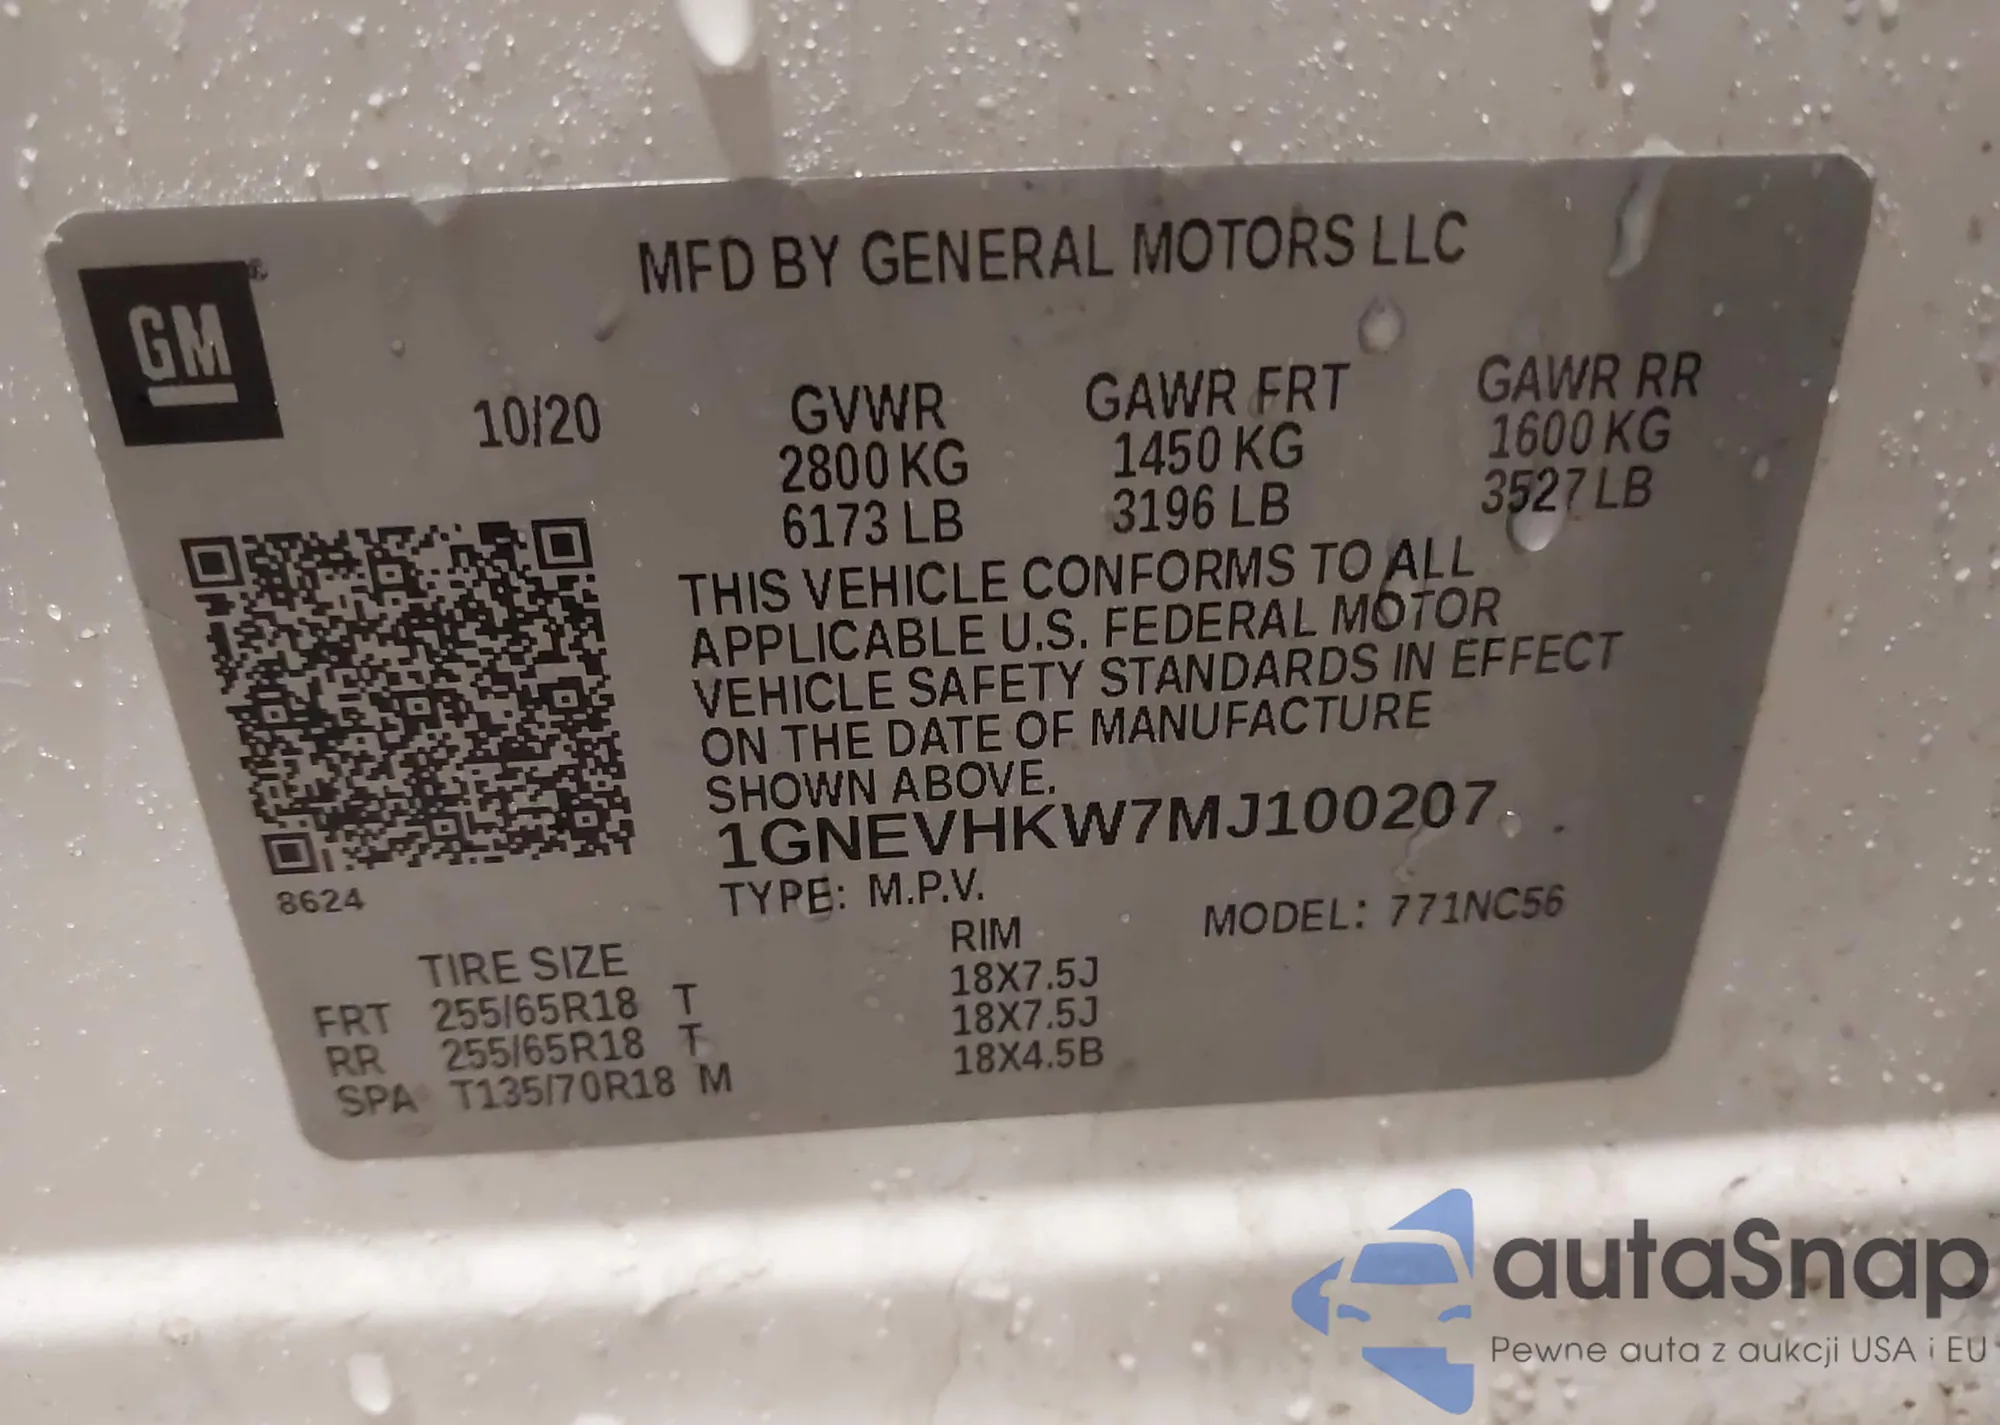 MFD BY GENERAL MOTORS LLC
GM
®
10/20
GVWR GAWR FRT GAWR RR
2800 KG 1450 KG 1600 KG
6173 LB 3196 LB 3527 LB
THIS VEHICLE CONFORMS TO ALL
APPLICABLE U.S. FEDERAL MOTOR
VEHICLE SAFETY STANDARDS IN EFFECT
ON THE DATE OF MANUFACTURE
SHOWN ABOVE.
1GNEVHKW7MJ100207
8624
TYPE: M.P.V. MODEL: 771NC56
TIRE SIZE RIM
FRT 255/65R18 T 18X7.5J
RR 255/65R18 T 18X7.5J
SPA T135/70R18 M 18X4.5B
autaSnap
Pewne auta z aukcji USA i EU